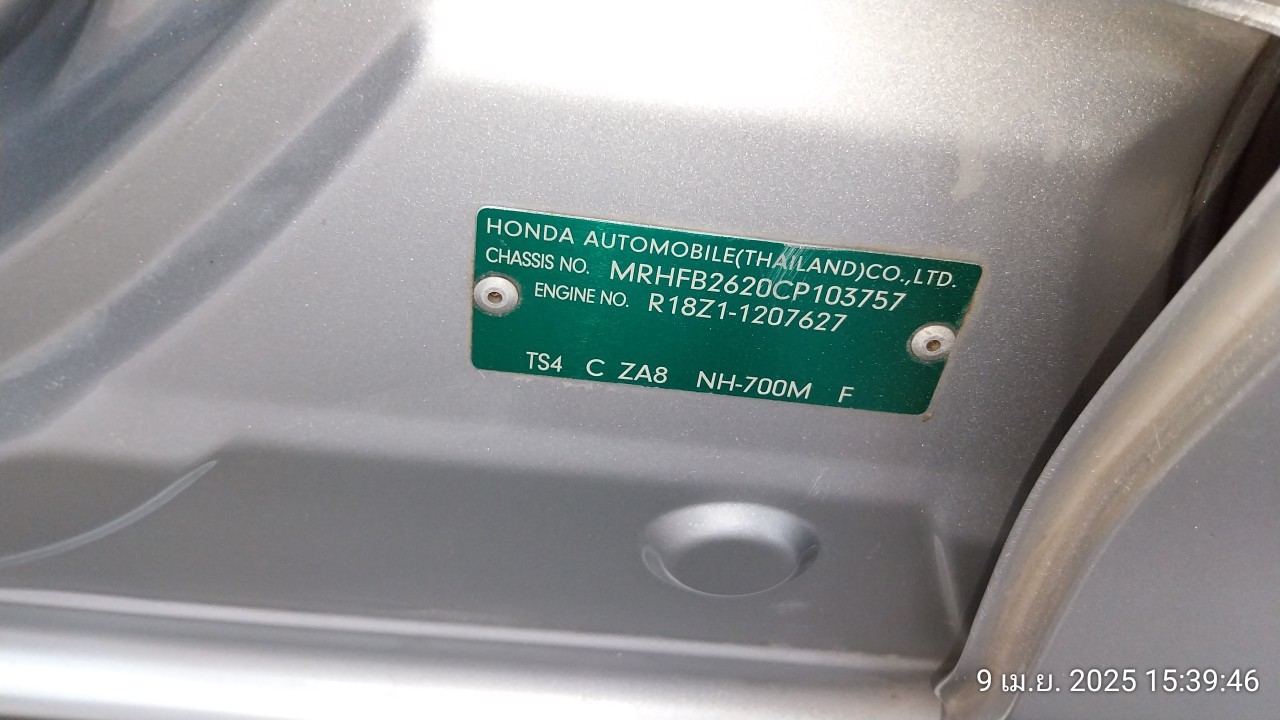 HONDA AUTOMOBILE(THAILAND)CO.,LTD.
CHASSIS NO. MRHFB2620CP103757
ENGINE NO. R18Z1-1207627
TS4 C ZA8 NH-700M F
9 เม.ย. 2025 15:39:46